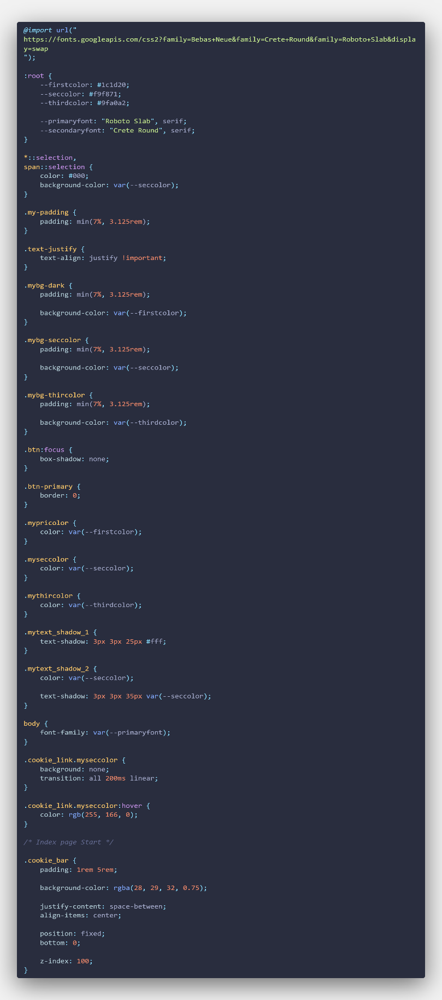 @import url("
https://fonts.googleapis.com/css2?family=Bebas+Neue&family=Crete+Round&family=Roboto+Slab&displa
y=swap
");

:root {
    --firstcolor: #1c1d20;
    --seccolor: #f9f871;
    --thirdcolor: #9fa0a2;

    --primaryfont: "Roboto Slab", serif;
    --secondaryfont: "Crete Round", serif;
}

*::selection,
span::selection {
    color: #000;
    background-color: var(--seccolor);
}

.my-padding {
    padding: min(7%, 3.125rem);
}

.text-justify {
    text-align: justify !important;
}

.mybg-dark {
    padding: min(7%, 3.125rem);

    background-color: var(--firstcolor);
}

.mybg-seccolor {
    padding: min(7%, 3.125rem);

    background-color: var(--seccolor);
}

.mybg-thircolor {
    padding: min(7%, 3.125rem);

    background-color: var(--thirdcolor);
}

.btn:focus {
    box-shadow: none;
}

.btn-primary {
    border: 0;
}

.mypricolor {
    color: var(--firstcolor);
}

.myseccolor {
    color: var(--seccolor);
}

.mythircolor {
    color: var(--thirdcolor);
}

.mytext_shadow_1 {
    text-shadow: 3px 3px 25px #fff;
}

.mytext_shadow_2 {
    color: var(--seccolor);

    text-shadow: 3px 3px 35px var(--seccolor);
}

body {
    font-family: var(--primaryfont);
}

.cookie_link.myseccolor {
    background: none;
    transition: all 200ms linear;
}

.cookie_link.myseccolor:hover {
    color: rgb(255, 166, 0);
}

/* Index page Start */

.cookie_bar {
    padding: 1rem 5rem;

    background-color: rgba(28, 29, 32, 0.75);

    justify-content: space-between;
    align-items: center;

    position: fixed;
    bottom: 0;

    z-index: 100;
}